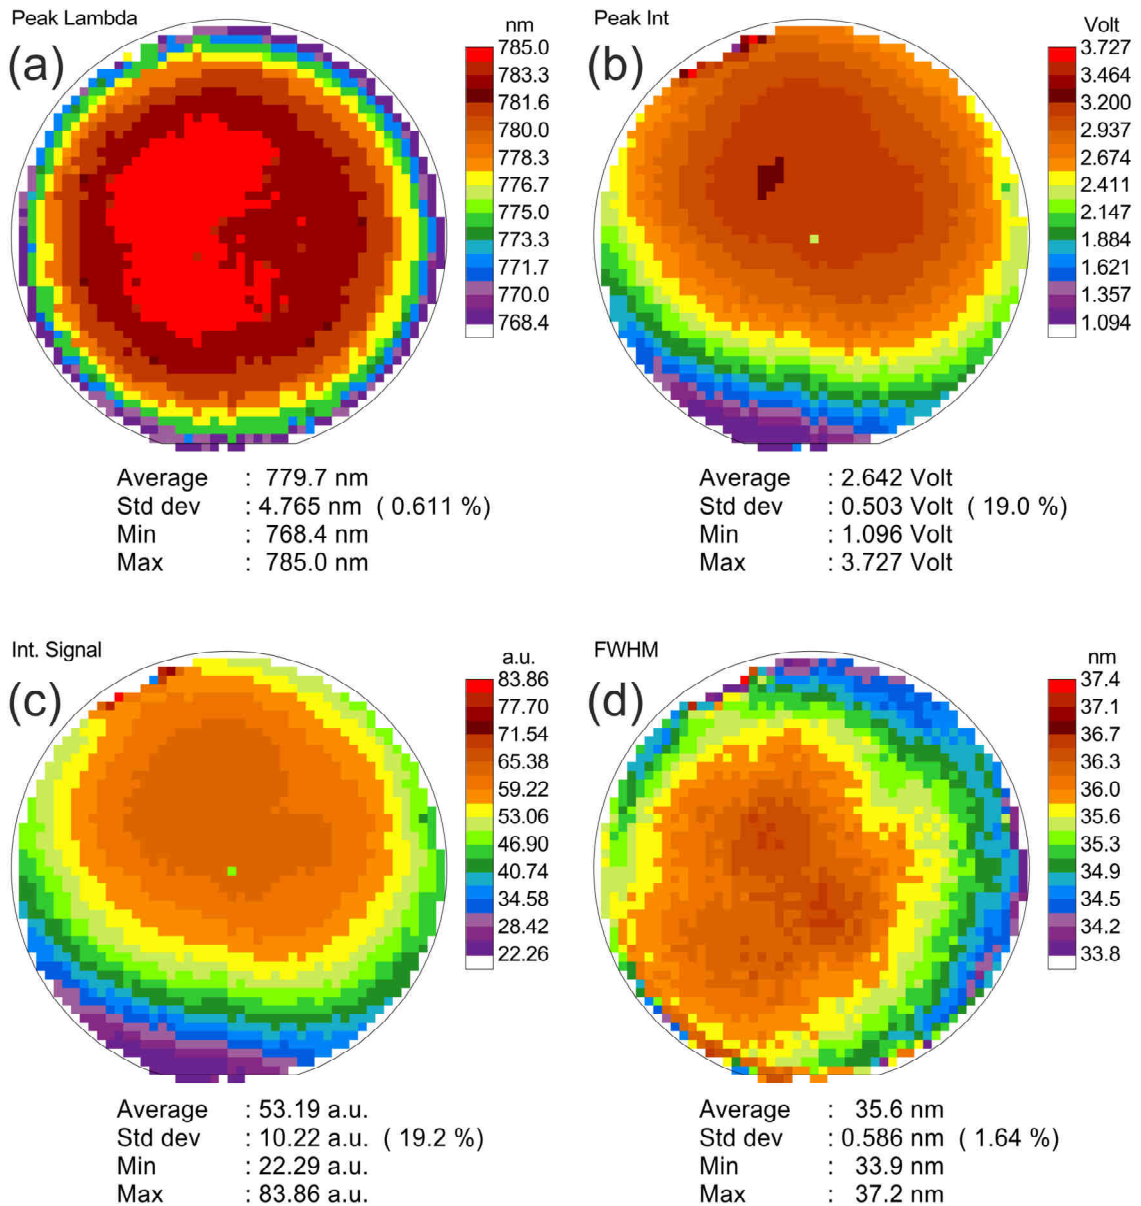 Peak Lambda
(a)
nm
785.0
783.3
781.6
780.0
778.3
776.7
775.0
773.3
771.7
770.0
768.4
Average : 779.7 nm
Std dev : 4.765 nm ( 0.611 %)
Min : 768.4 nm
Max : 785.0 nm
Peak Int
(b)
Volt
3.727
3.464
3.200
2.937
2.674
2.411
2.147
1.884
1.621
1.357
1.094
Average : 2.642 Volt
Std dev : 0.503 Volt ( 19.0 %)
Min : 1.096 Volt
Max : 3.727 Volt
Int. Signal
(c)
a.u.
83.86
77.70
71.54
65.38
59.22
53.06
46.90
40.74
34.58
28.42
22.26
Average : 53.19 a.u.
Std dev : 10.22 a.u. ( 19.2 %)
Min : 22.29 a.u.
Max : 83.86 a.u.
FWHM
(d)
nm
37.4
37.1
36.7
36.3
36.0
35.6
35.3
34.9
34.5
34.2
33.8
Average : 35.6 nm
Std dev : 0.586 nm ( 1.64 %)
Min : 33.9 nm
Max : 37.2 nm